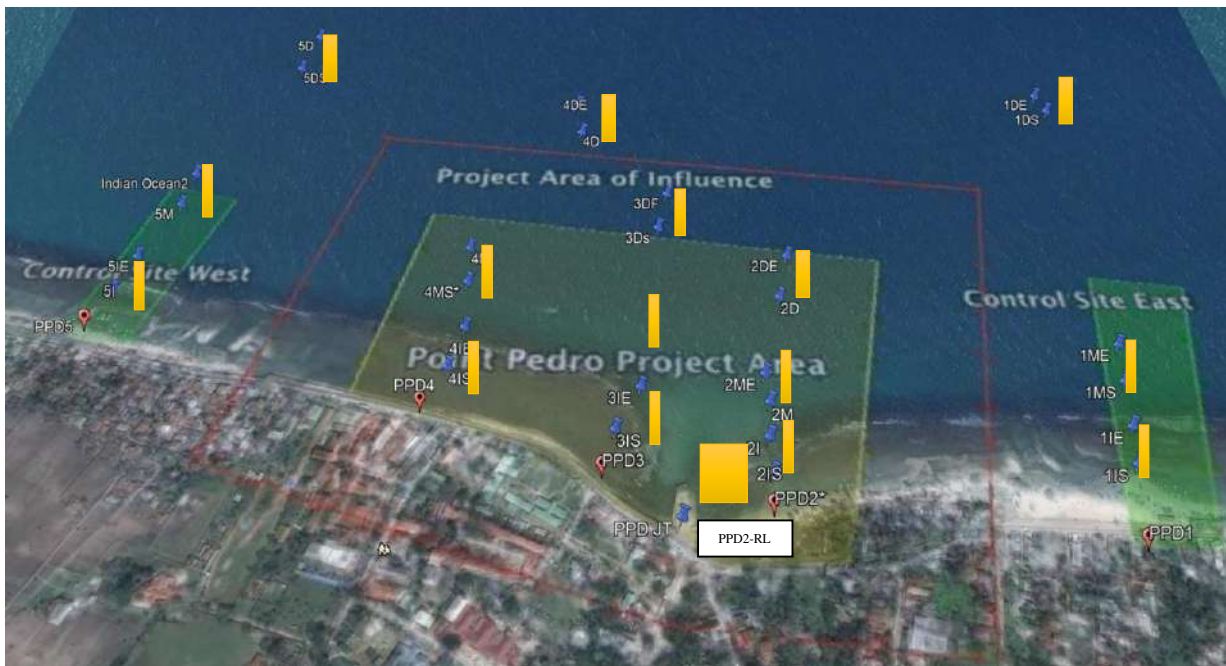 5D
5DS
4DE
4D
1DE
1DS
Project Area of Influence
Indian Ocean2
5M
3DF
3Ds
Control Site West
5IE
5I
4MS*
2DE
2D
Control Site East
PPD5
4IE
4IS
Point Pedro Project Area
PPD4
3IE
3IS
2ME
2M
1ME
1MS
2I
2IS
1IE
1IS
PPD3
PPD2*
PPD JT
PPD2-RL
PPD1